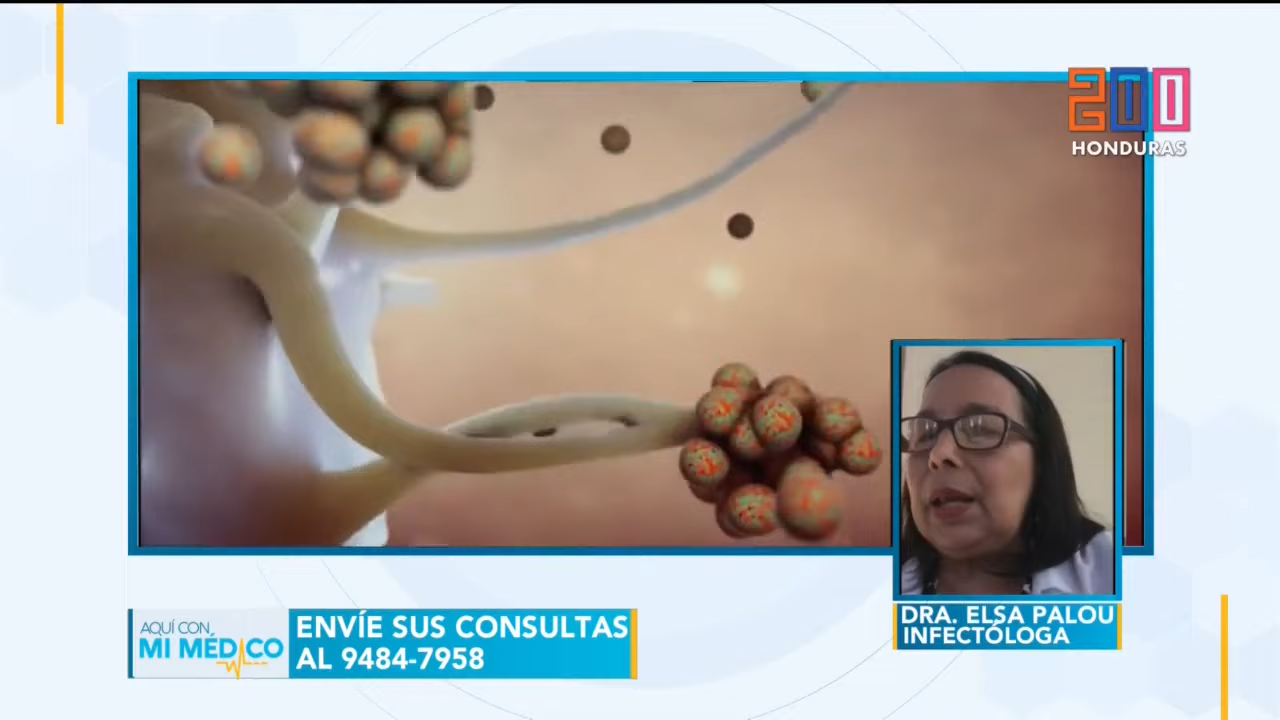 200
HONDURAS
DRA. ELSA PALOU
INFECTÓLOGA
AQUÍ CON
MI MÉDICO
ENVÍE SUS CONSULTAS
AL 9484-7958